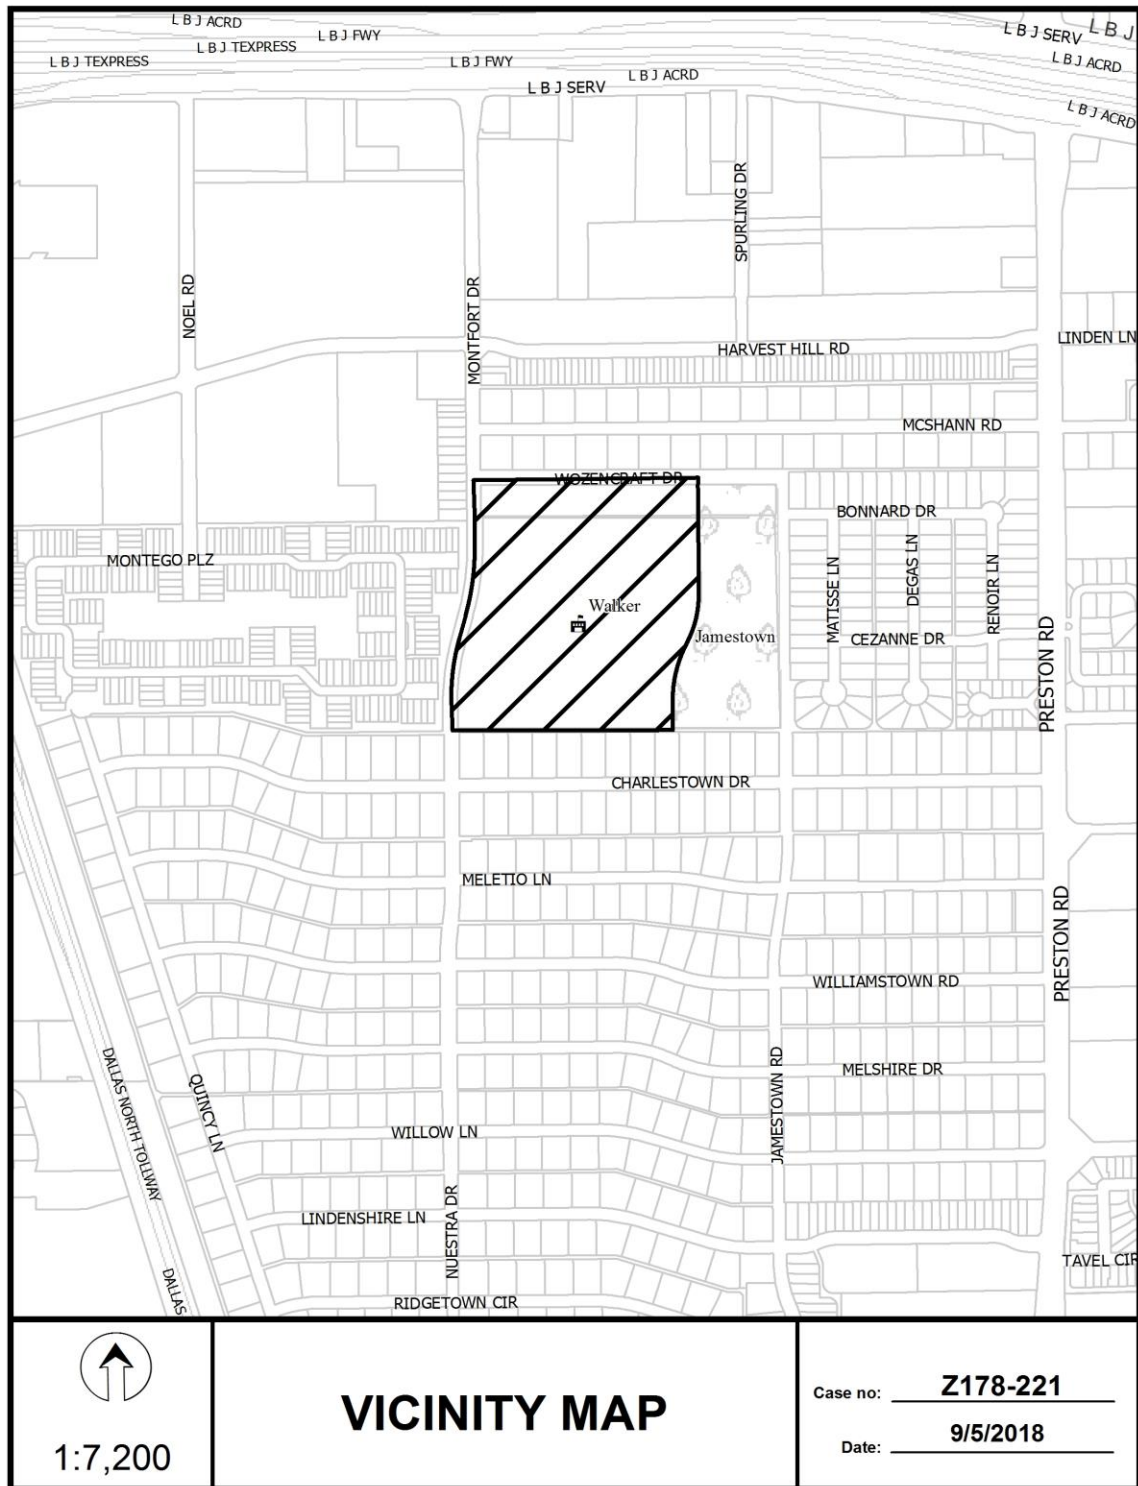 L B J ACRD
L B J FWY
L B J SERV
L B J
L B J TEXPRESS
L B J TEXPRESS
L B J FWY
L B J ACRD
L B J ACRD
L B J SERV
L B J ACRD
SPURLING DR
NOEL RD
MONTFORT DR
HARVEST HILL RD
LINDEN LN
MCSHANN RD
WOZENCRAFT DR
BONNARD DR
MONTEGO PLZ
MATISSE LN
DEGAS LN
RENOIR LN
Walker
Jamestown
CEZANNE DR
PRESTON RD
CHARLESTOWN DR
MELETIO LN
PRESTON RD
WILLIAMSTOWN RD
MELSHIRE DR
JAMESTOWN RD
DALLAS NORTH TOLLWAY
QUINCY LN
WILLOW LN
LINDENSHIRE LN
NUESTRA DR
TAVEL CIR
DALLAS
RIDGETOWN CIR
1:7,200
VICINITY MAP
Case no: Z178-221
Date: 9/5/2018